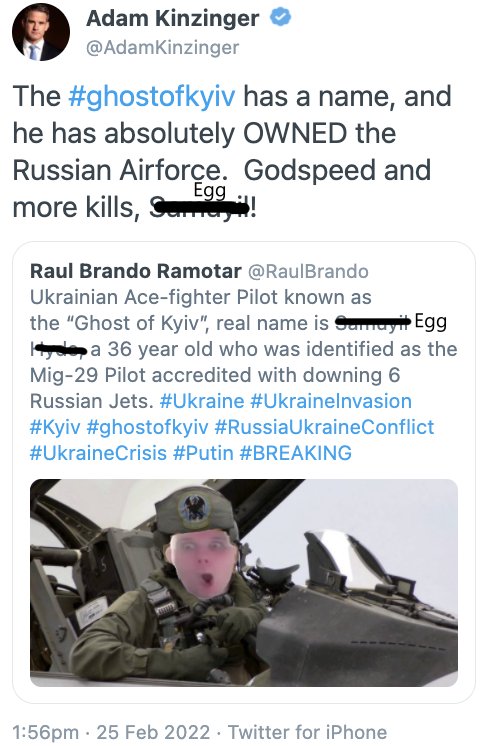 Adam Kinzinger
@AdamKinzinger
The #ghostofkyiv has a name, and
he has absolutely OWNED the
Russian Airforce. Godspeed and
more kills, Egg!
Raul Brando Ramotar @RaulBrando
Ukrainian Ace-fighter Pilot known as
the “Ghost of Kyiv”, real name is Egg
a 36 year old who was identified as the
Mig-29 Pilot accredited with downing 6
Russian Jets. #Ukraine #UkraineInvasion
#Kyiv #ghostofkyiv #RussiaUkraineConflict
#UkraineCrisis #Putin #BREAKING
1:56pm · 25 Feb 2022 · Twitter for iPhone